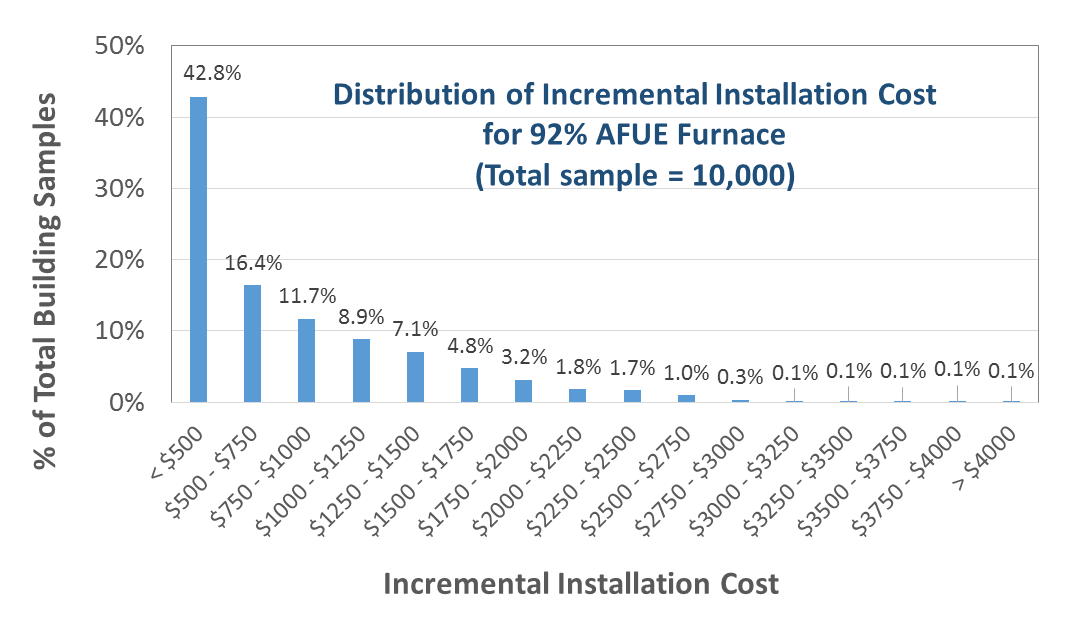 Distribution of Incremental Installation Cost
for 92% AFUE Furnace
(Total sample = 10,000)
% of Total Building Samples
50%
40%
30%
20%
10%
0%
42.8%
16.4%
11.7%
8.9%
7.1%
4.8%
3.2%
1.8%
1.7%
1.0%
0.3%
0.1%
0.1%
0.1%
0.1%
0.1%
< $500
$500 - $750
$750 - $1000
$1000 - $1250
$1250 - $1500
$1500 - $1750
$1750 - $2000
$2000 - $2250
$2250 - $2500
$2500 - $2750
$2750 - $3000
$3000 - $3250
$3250 - $3500
$3500 - $3750
$3750 - $4000
> $4000
Incremental Installation Cost